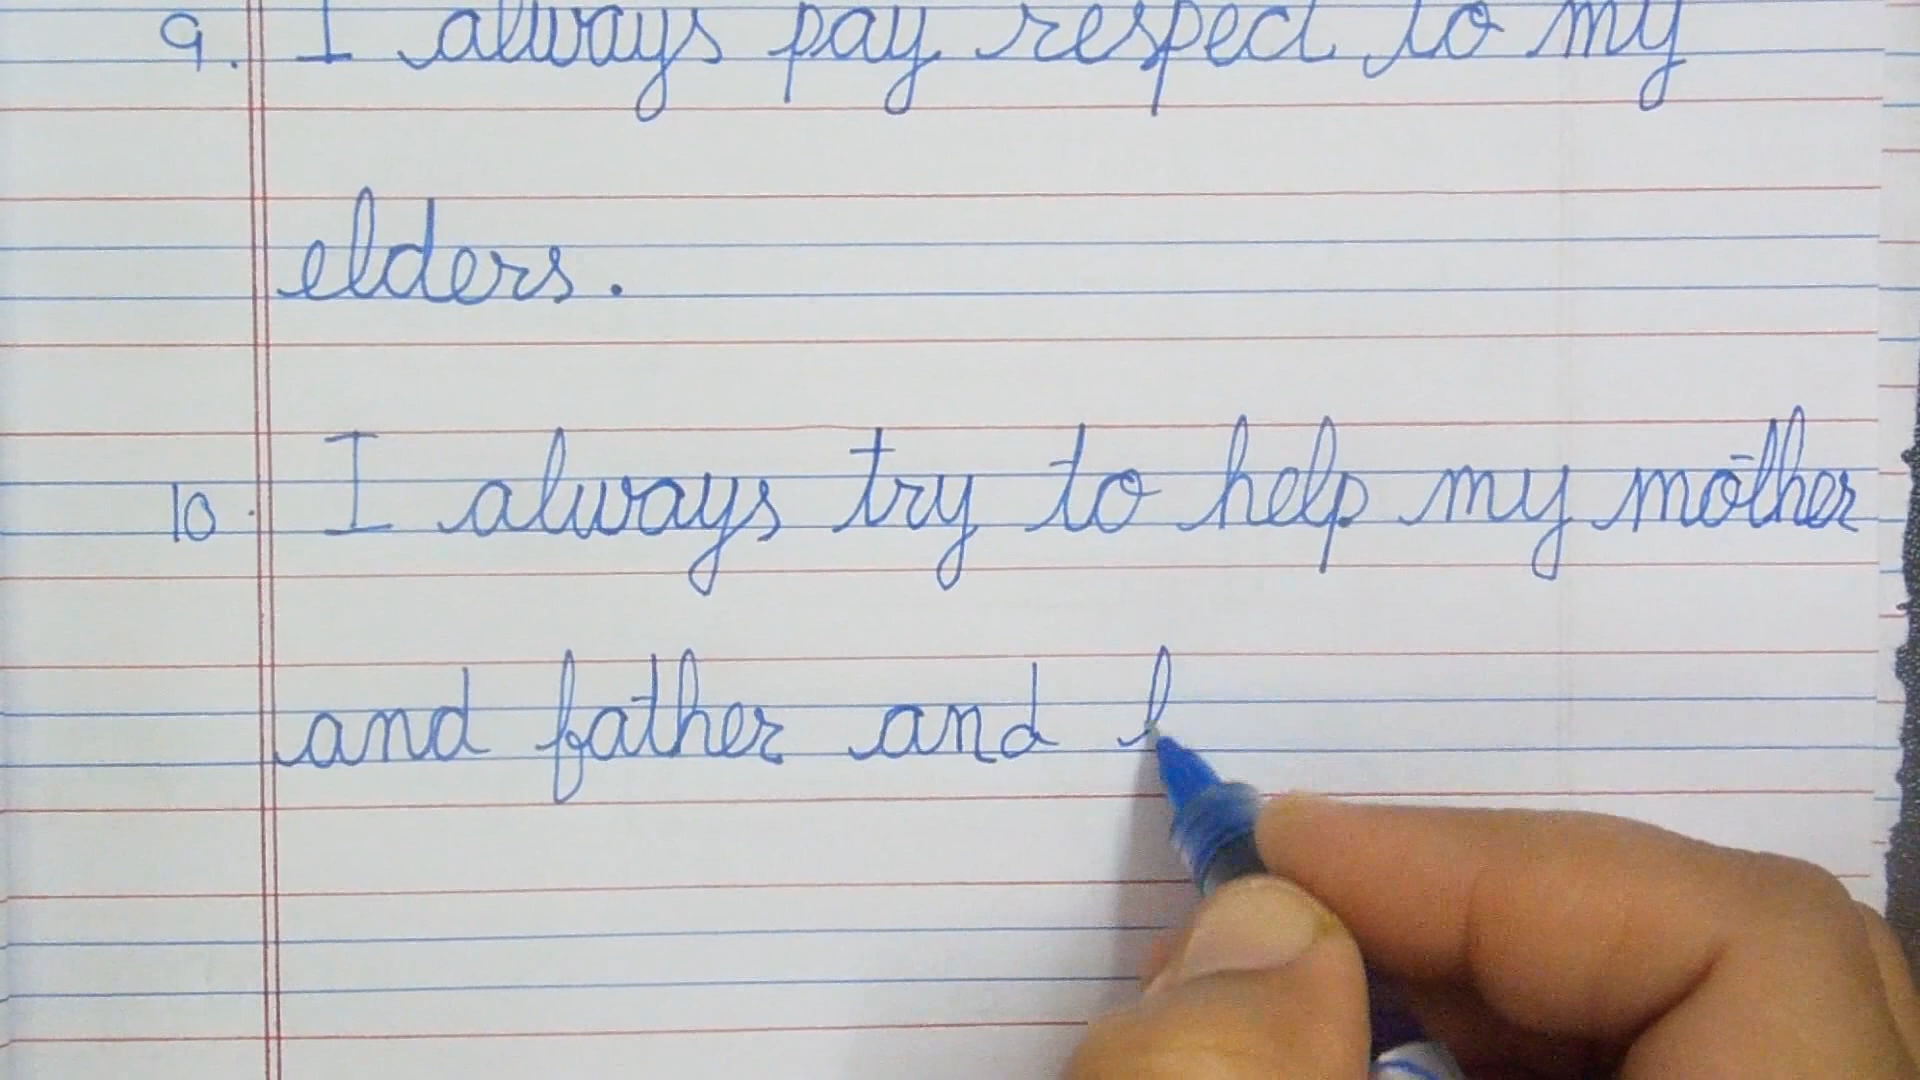 9. I always pay respect to my
elders.
10. I always try to help my mother
and father and